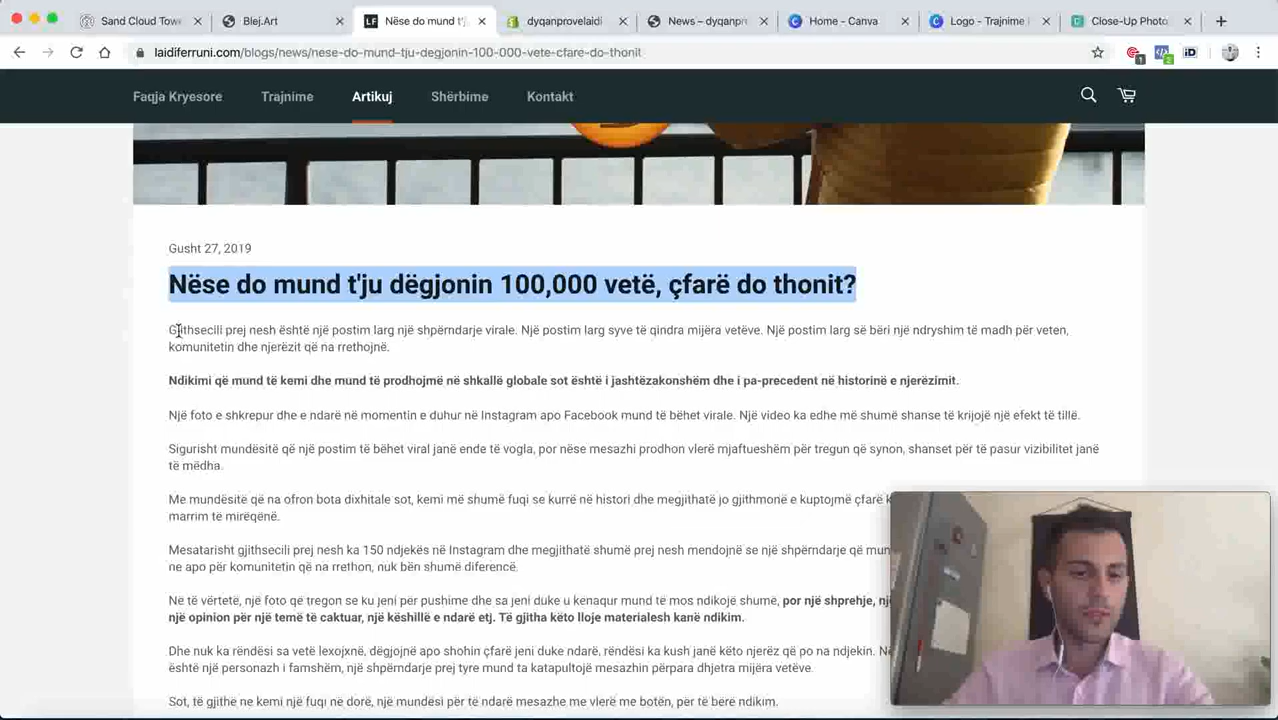 Sand Cloud Tow
Blej.Art
Nëse do mund t'j
dyqanprovelaidi
News – dyqanpr
Home - Canva
Logo - Trajnime
Close-Up Photo
laidiferruni.com/blogs/news/nese-do-mund-tju-degjonin-100-000-vete-cfare-do-thonit
Faqja Kryesore Trajnime Artikuj Shërbime Kontakt
Gusht 27, 2019
Nëse do mund t'ju dëgjonin 100,000 vetë, çfarë do thonit?
Gjithsecili prej nesh është një postim larg një shpërndarje virale. Një postim larg syve të qindra mijëra vetëve. Një postim larg së bëri një ndryshim të madh për veten,
komunitetin dhe njerëzit që na rrethojnë.
Ndikimi që mund të kemi dhe mund të prodhojmë në shkallë globale sot është i jashtëzakonshëm dhe i pa-precedent në historinë e njerëzimit.
Një foto e shkrepur dhe e ndarë në momentin e duhur në Instagram apo Facebook mund të bëhet virale. Një video ka edhe më shumë shanse të krijojë një efekt të tillë.
Sigurisht mundësitë që një postim të bëhet viral janë ende të vogla, por nëse mesazhi prodhon vlerë mjaftueshëm për tregun që synon, shanset për të pasur vizibilitet janë
të mëdha.
Me mundësitë që na ofron bota dixhitale sot, kemi më shumë fuqi se kurrë në histori dhe megjithatë jo gjithmonë e kuptojmë çfarë
marrim të mirëqënë.
Mesatarisht gjithsecili prej nesh ka 150 ndjekës në Instagram dhe megjithatë shumë prej nesh mendojnë se një shpërndarje që mun
ne apo për komunitetin që na rrethon, nuk bën shumë diferencë.
Në të vërtetë, një foto që tregon se ku jeni për pushime dhe sa jeni duke u kenaqur mund të mos ndikojë shumë, por një shprehje, nj
një opinion për një temë të caktuar, një këshillë e ndarë etj. Të gjitha këto lloje materialesh kanë ndikim.
Dhe nuk ka rëndësi sa vetë lexojnë, dëgjojnë apo shohin çfarë jeni duke ndarë, rëndësi ka kush janë këto njerëz që po na ndjekin. N
është një personazh i famshëm, një shpërndarje prej tyre mund ta katapultojë mesazhin përpara dhjetra mijëra vetëve.
Sot, të gjithe ne kemi një fuqi në dorë, një mundësi për të ndarë mesazhe me vlerë me botën, për të berë ndikim.